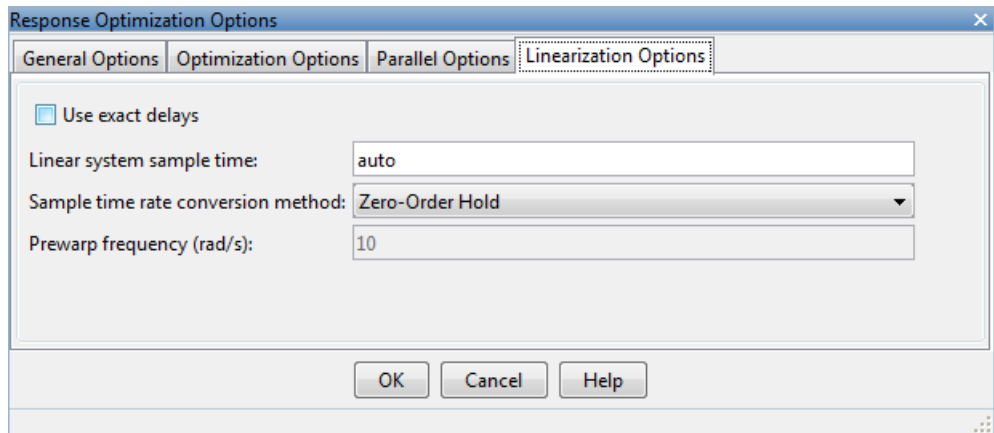 Response Optimization Options
General Options Optimization Options Parallel Options Linearization Options
Use exact delays
Linear system sample time: auto
Sample time rate conversion method: Zero-Order Hold
Prewarp frequency (rad/s): 10
OK Cancel Help